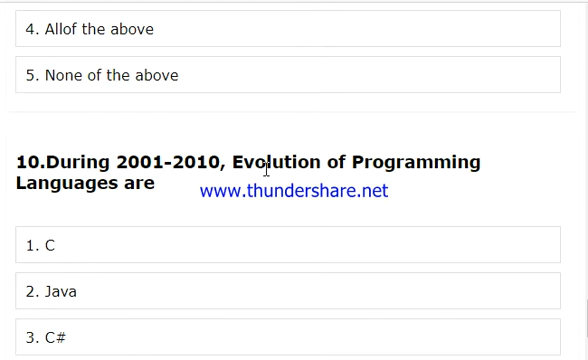 4. Allof the above
5. None of the above
10.During 2001-2010, Evolution of Programming
Languages are
www.thundershare.net
1. C
2. Java
3. C#